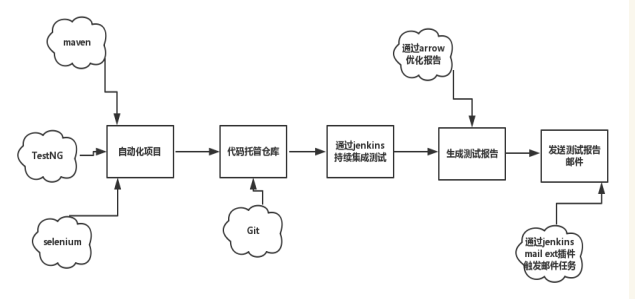 maven
通过arrow
优化报告
TestNG
自动化项目
代码托管仓库
通过jenkins
持续集成测试
生成测试报告
发送测试报告
邮件
selenium
Git
通过jenkins
mail ext插件
触发邮件任务